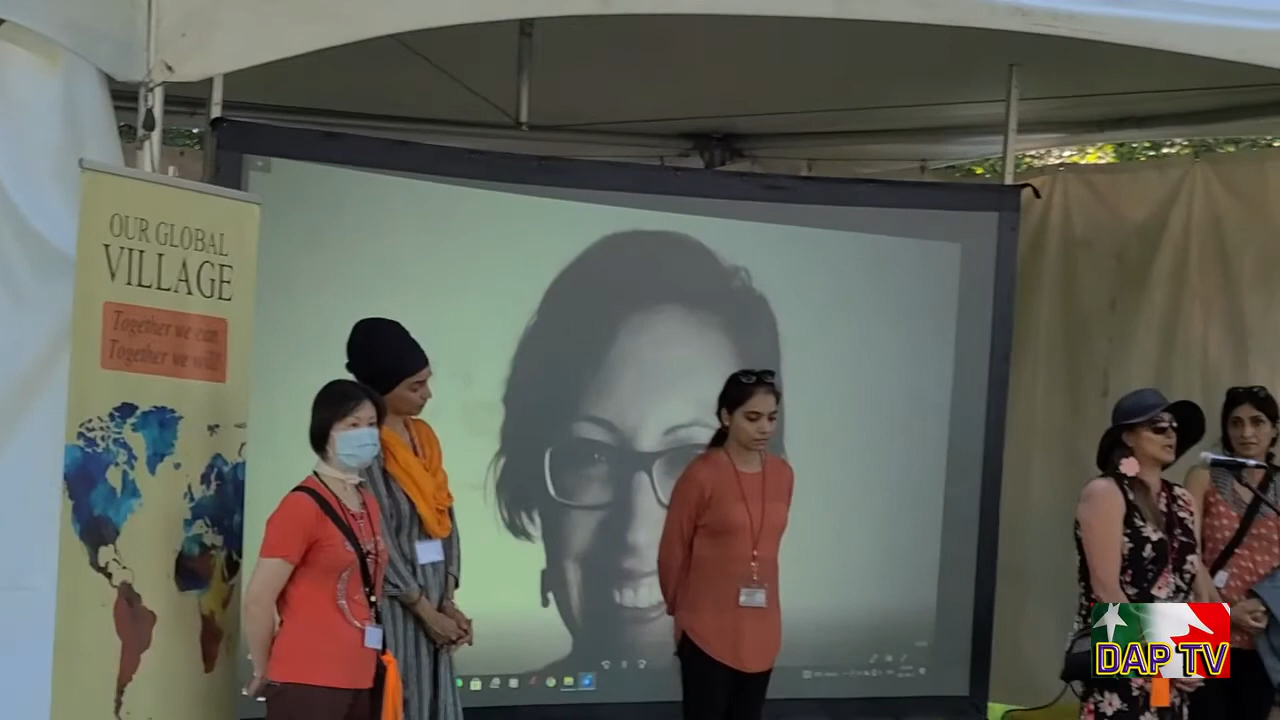 OUR GLOBAL
VILLAGE
Together we can
Together we will!
DAP TV